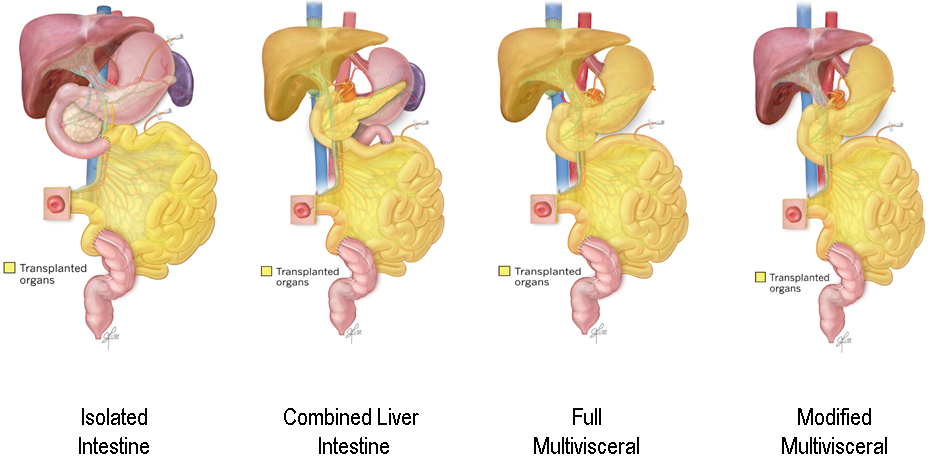 Transplanted
organs
Transplanted
organs
Transplanted
organs
Transplanted
organs
Isolated
Intestine
Combined Liver
Intestine
Full
Multivisceral
Modified
Multivisceral